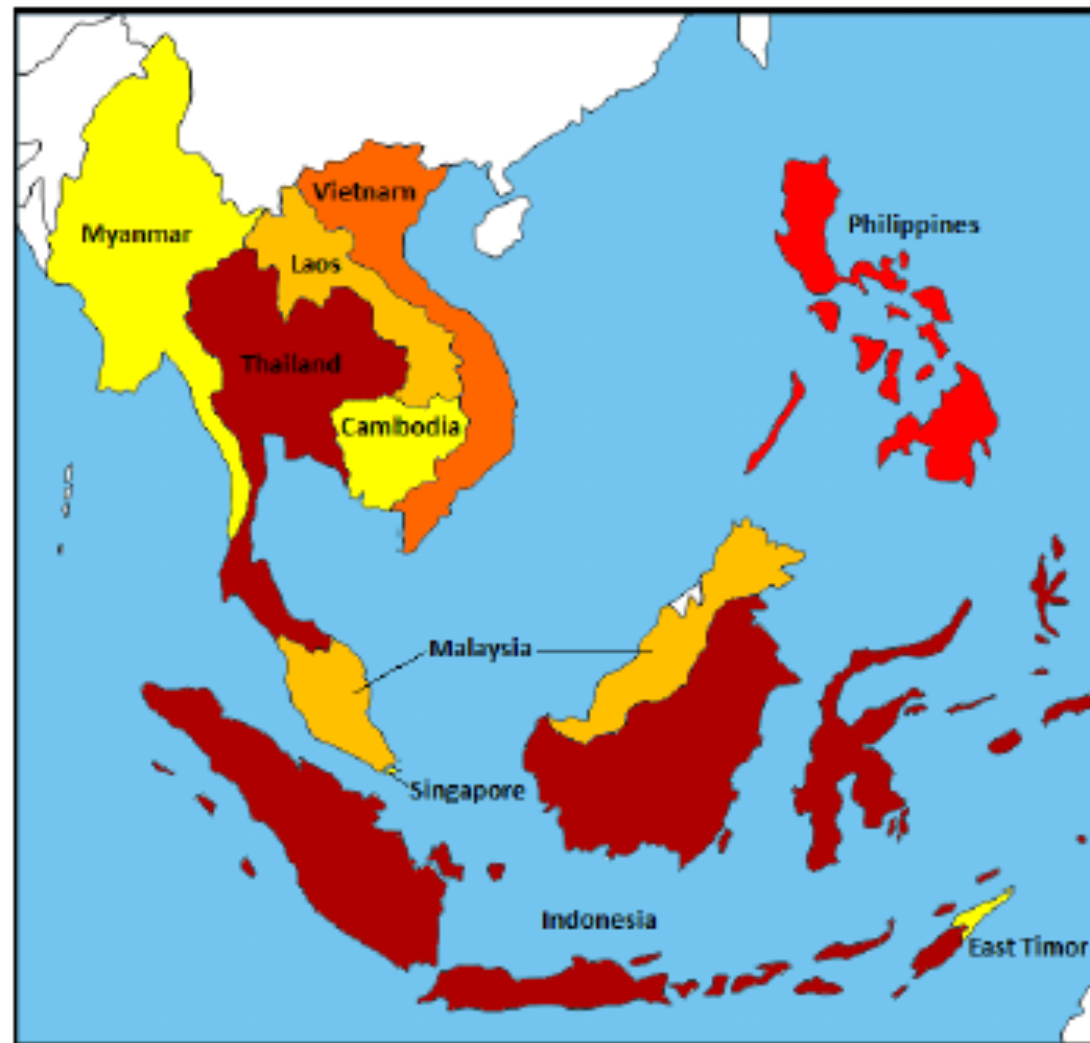 Vietnam
Myanmar
Philippines
Laos
Thailand
Cambodia
Malaysia
Singapore
Indonesia
East Timor